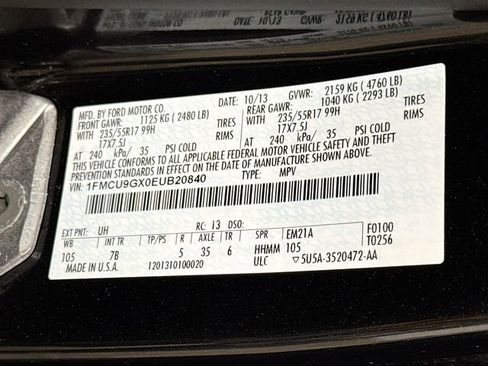 MFD. BY FORD MOTOR CO.
10/13 GVWR: 2159 KG (4760 LB)
FRONT GAWR: 1125 KG (2480 LB) REAR GAWR: 1040 KG (2293 LB)
235/55R17 99H TIRES 235/55R17 99H TIRES
17X7.5J RIMS 17X7.5J RIMS
AT 240 kPa/ 35 PSI COLD AT 240 kPa/ 35 PSI COLD
THIS VEHICLE CONFORMS TO ALL APPLICABLE FEDERAL MOTOR VEHICLE SAFETY, BUMPER, AND THEFT
PREVENTION STANDARDS IN EFFECT ON THE DATE OF MANUFACTURE SHOWN ABOVE.
VIN: 1FMCU9GX0EUB20840 TYPE: MPV
EXT PNT: UH RC: 13 DSO: F0100
WB INT TR TP/PS R AXLE TR SPR EM21A T0256
105 7B 5 35 6 HHMM 105
MADE IN U.S.A. 1201310100020 ULC ▽5U5A-3520472-AA